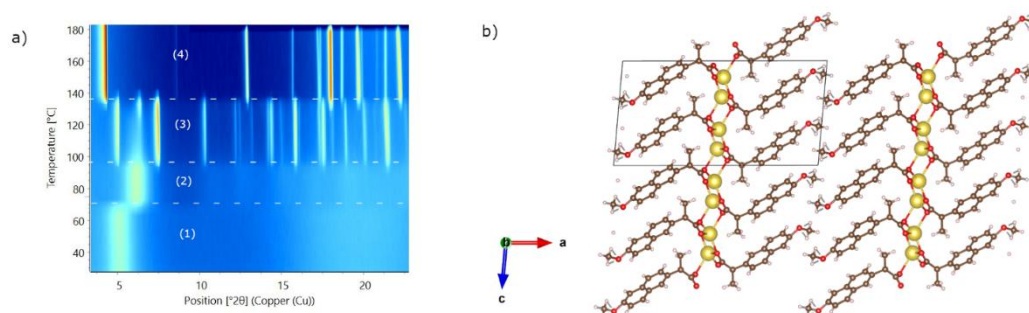 a)
180
160
140
120
100
80
60
40
Temperature [°C]
(4)
(3)
(2)
(1)
5
10
15
20
Position [°2θ] (Copper (Cu))
b)
b
a
c